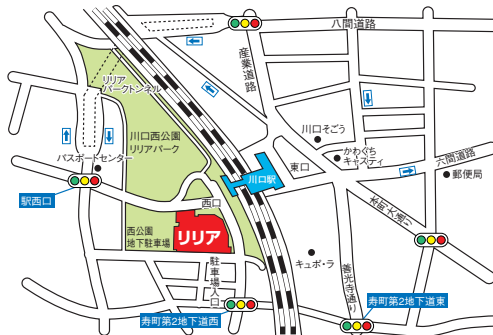 八間道路
産業道路
リリア
パークトンネル
川口西公園
リリアパーク
川口そごう
かわぐち
キャスティ
六間道路
郵便局
東口
川口駅
パスポートセンター
駅西口
西口
本町大通り
西公園
地下駐車場
リリア
キュポ・ラ
駐車場入口
善光寺通り
寿町第2地下道東
寿町第2地下道西